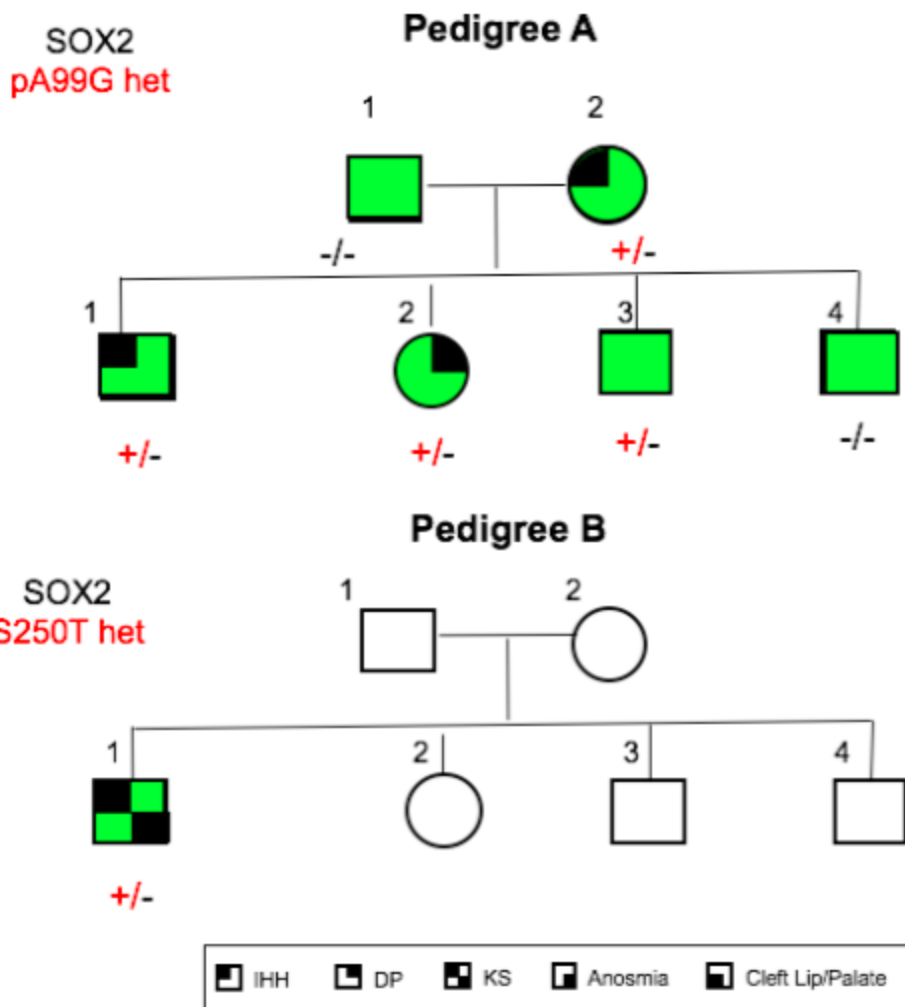 Pedigree A
SOX2
pA99G het
1 2
-/- +/-
1 2 3 4
+/- +/- +/- -/-
Pedigree B
SOX2
S250T het
1 2
1 2 3 4
+/-
IHH DP KS Anosmia Cleft Lip/Palate